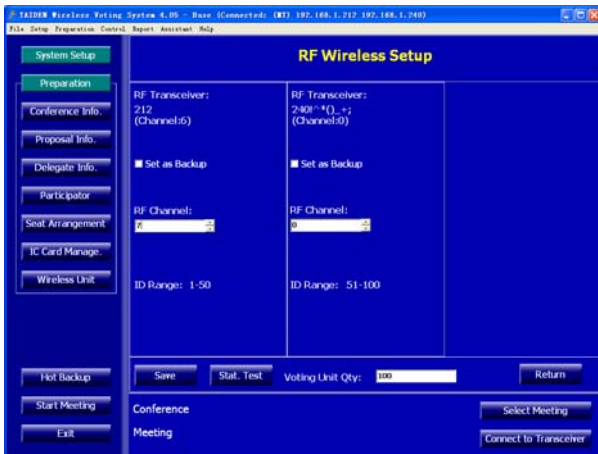 TAIDEN Wireless Voting System 4.05 - Base (Connected: (BT) 192.168.1.212 192.168.1.240)
File Setup Preparation Control Report Assistant Help
System Setup
RF Wireless Setup
Preparation
Conference Info.
Proposal Info.
Delegate Info.
Participator
Seat Arrangement
IC Card Manage.
Wireless Unit
RF Transceiver:
212
(Channel:6)
Set as Backup
RF Channel:
7
ID Range: 1-50
RF Transceiver:
240!^*()_+;
(Channel:0)
Set as Backup
RF Channel:
0
ID Range: 51-100
Hot Backup
Save
Stat. Test
Voting Unit Qty: 100
Return
Start Meeting
Exit
Conference
Meeting
Select Meeting
Connect to Transceiver